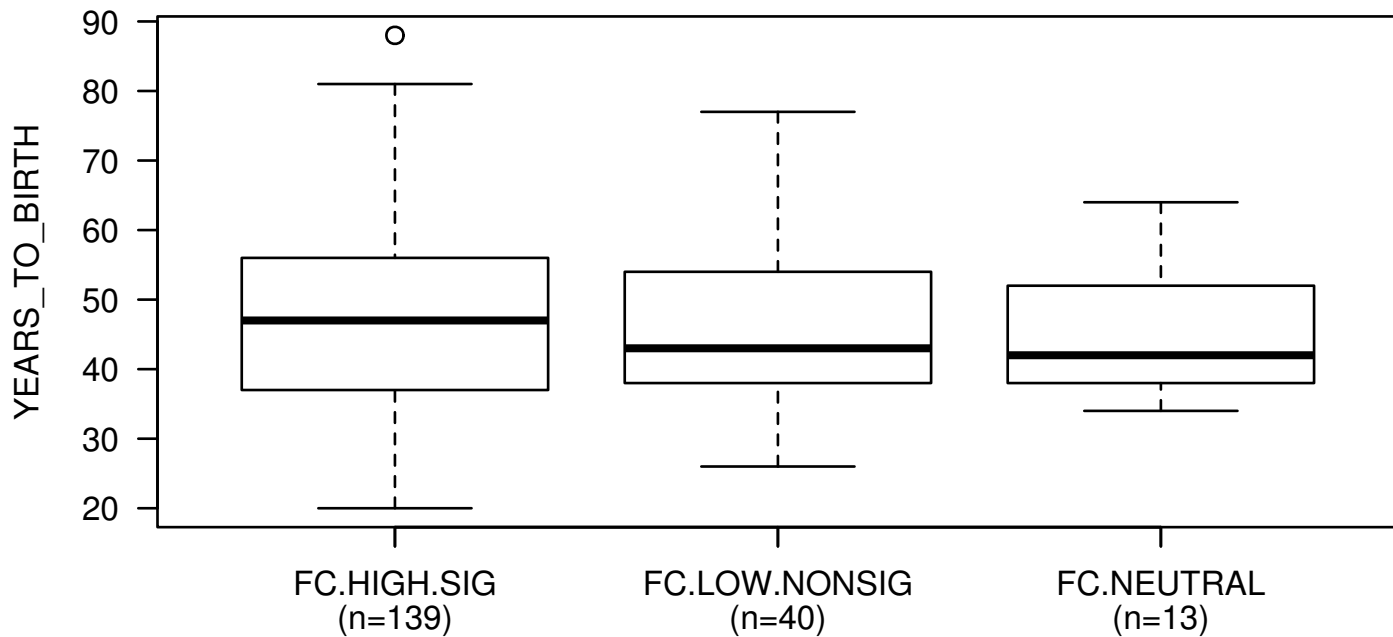 YEARS_TO_BIRTH
90
80
70
60
50
40
30
20
FC.HIGH.SIG
(n=139)
FC.LOW.NONSIG
(n=40)
FC.NEUTRAL
(n=13)